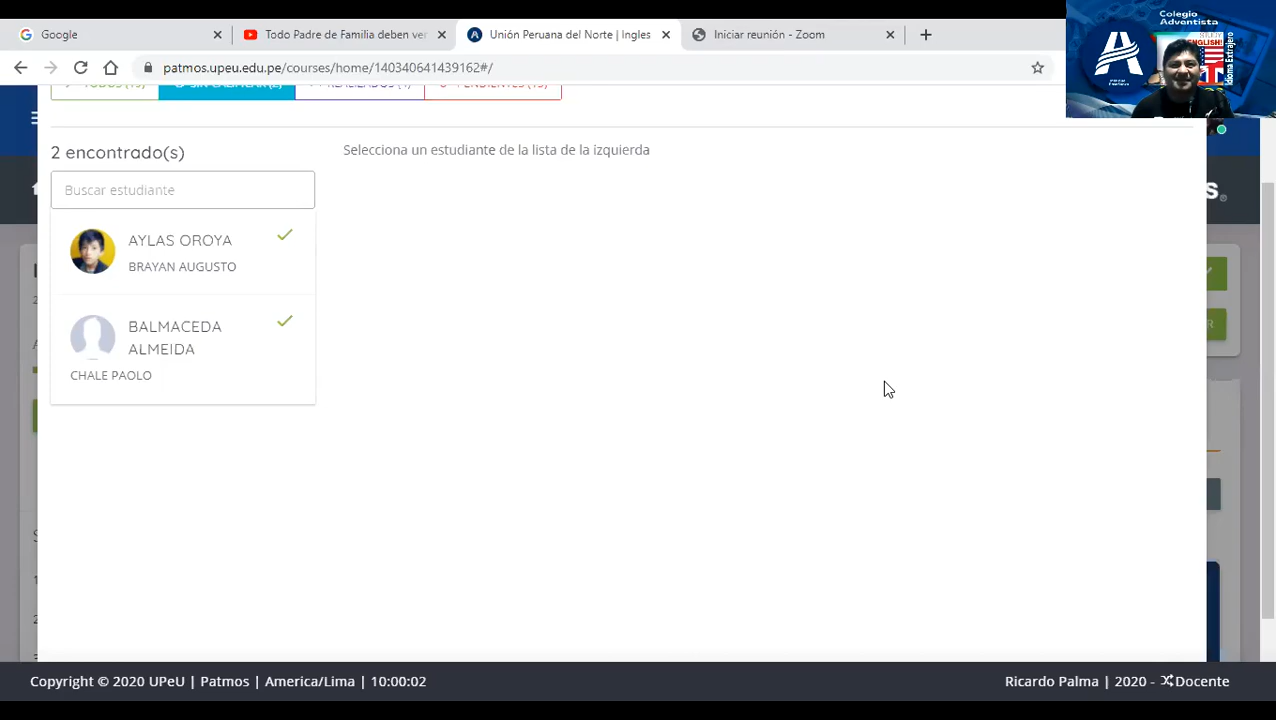 Google
Todo Padre de Familia deben ver
Unión Peruana del Norte | Ingles
Iniciar reunión - Zoom
patmos.upeu.edu.pe/courses/home/140340641439162#/
Colegio
Adventista
ENGLISH!
Idioma Extrajero
2 encontrado(s)
Selecciona un estudiante de la lista de la izquierda
Buscar estudiante
AYLAS OROYA
BRAYAN AUGUSTO
BALMACEDA
ALMEIDA
CHALE PAOLO
Copyright © 2020 UPeU | Patmos | America/Lima | 10:00:02
Ricardo Palma | 2020 - Docente